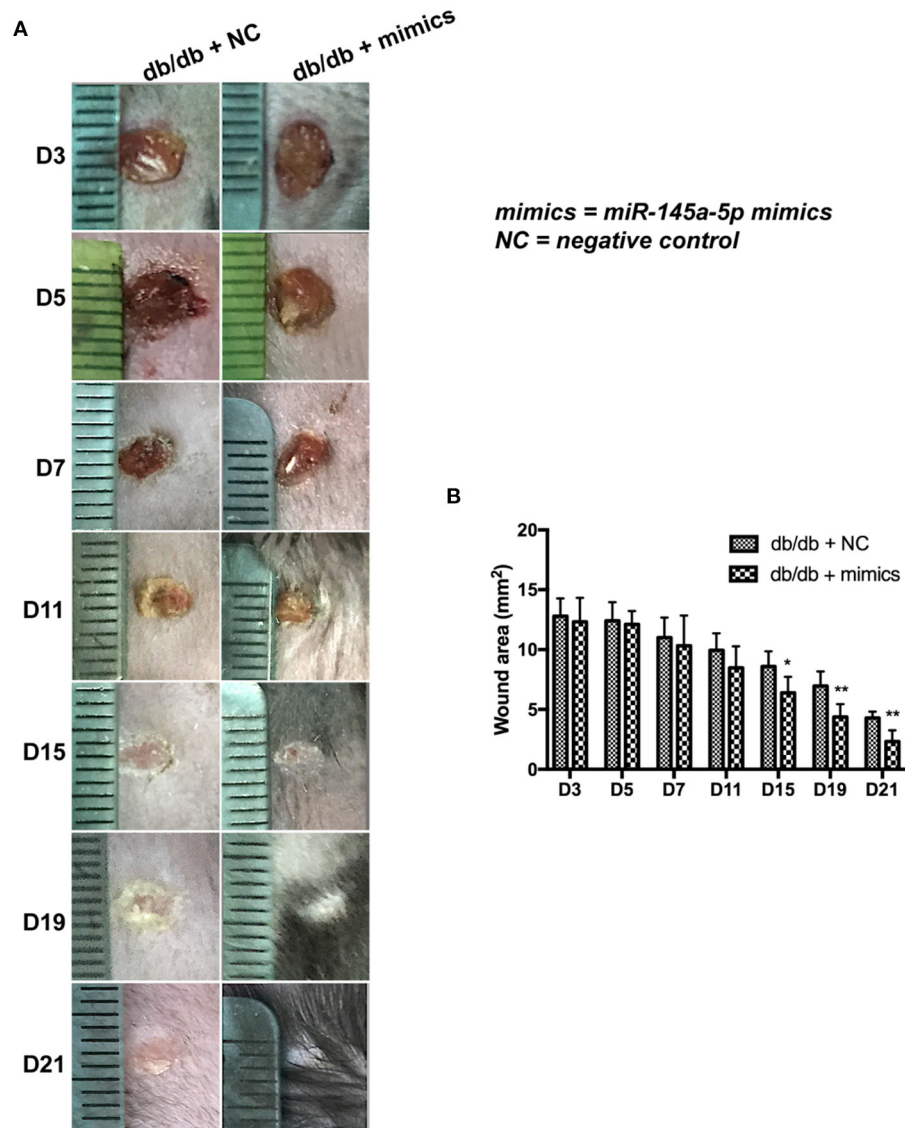 A
db/db + NC
db/db + mimics
D3
D5
D7
D11
D15
D19
D21
mimics = miR-145a-5p mimics
NC = negative control
B
Wound area (mm²)
20
15
10
5
0
db/db + NC
db/db + mimics
*
**
**
D3 D5 D7 D11 D15 D19 D21